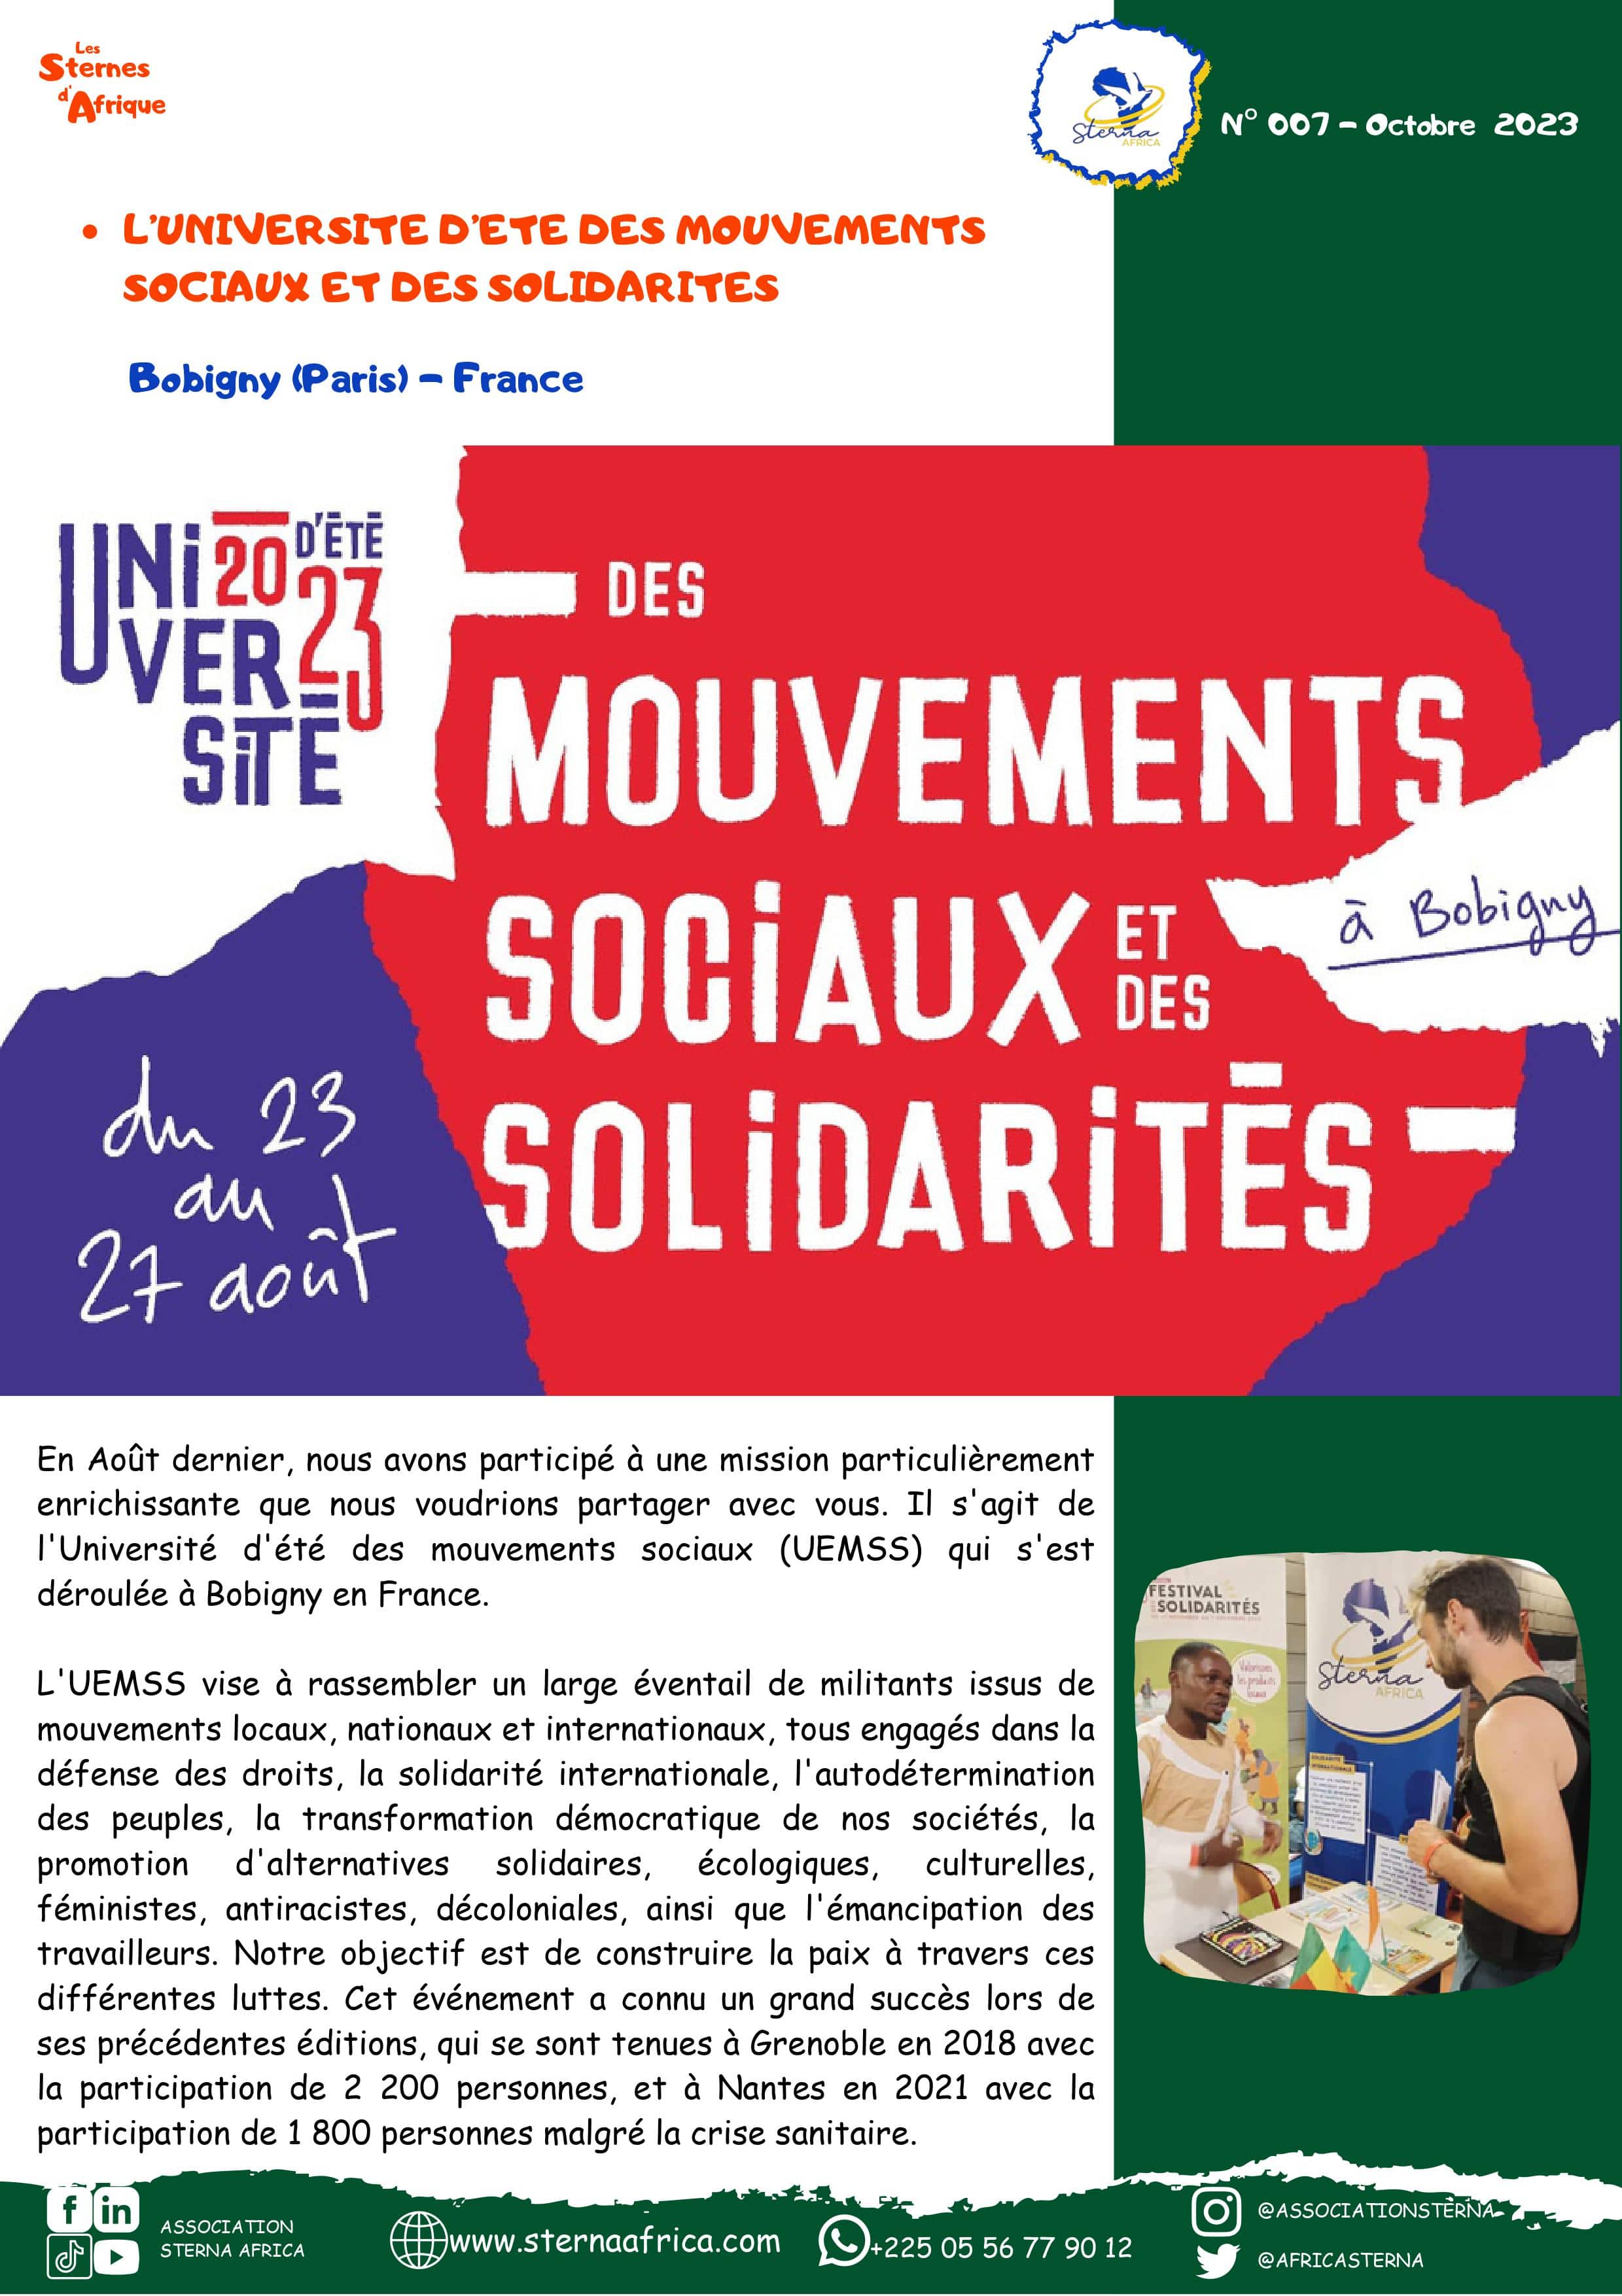 Les
Sternes
d'Afrique
Sterna
AFRICA
N° 007 - Octobre 2023
• L'UNIVERSITE D'ETE DES MOUVEMENTS
SOCIAUX ET DES SOLIDARITES
Bobigny (Paris) - France
UNIVERSITÉ D'ÉTÉ 2023
DES
MOUVEMENTS
SOCIAUX ET DES
SOLIDARITÉS
à Bobigny
du 23
au
27 août
En Août dernier, nous avons participé à une mission particulièrement
enrichissante que nous voudrions partager avec vous. Il s'agit de
l'Université d'été des mouvements sociaux (UEMSS) qui s'est
déroulée à Bobigny en France.
L'UEMSS vise à rassembler un large éventail de militants issus de
mouvements locaux, nationaux et internationaux, tous engagés dans la
défense des droits, la solidarité internationale, l'autodétermination
des peuples, la transformation démocratique de nos sociétés, la
promotion d'alternatives solidaires, écologiques, culturelles,
féministes, antiracistes, décoloniales, ainsi que l'émancipation des
travailleurs. Notre objectif est de construire la paix à travers ces
différentes luttes. Cet événement a connu un grand succès lors de
ses précédentes éditions, qui se sont tenues à Grenoble en 2018 avec
la participation de 2 200 personnes, et à Nantes en 2021 avec la
participation de 1 800 personnes malgré la crise sanitaire.
FESTIVAL
SOLIDARITÉS
Valorisons
les produits
locaux
Sterna
AFRICA
SOLIDARITÉ
INTERNATIONALE
ASSOCIATION
STERNA AFRICA
www.sternaafrica.com
+225 05 56 77 90 12
@ASSOCIATIONSTERNA
@AFRICASTERNA